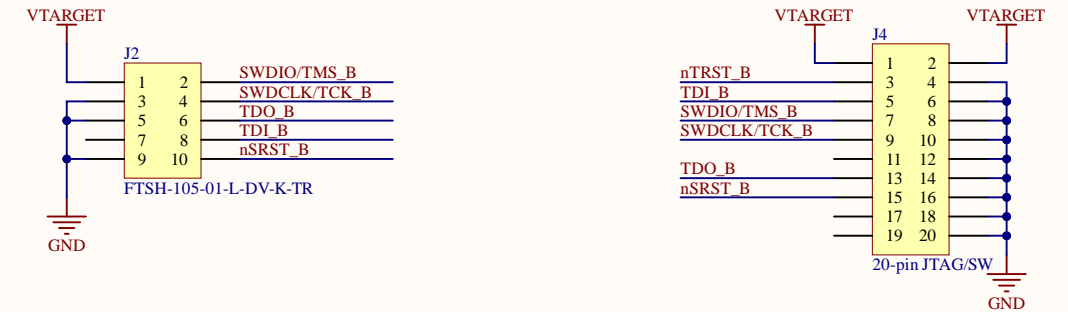 VTARGET
J2
1 2 SWDIO/TMS_B
3 4 SWDCLK/TCK_B
5 6 TDO_B
7 8 TDI_B
9 10 nSRST_B
FTSH-105-01-L-DV-K-TR
GND
VTARGET VTARGET
J4
1 2
nTRST_B 3 4
TDI_B 5 6
SWDIO/TMS_B 7 8
SWDCLK/TCK_B 9 10
11 12
TDO_B 13 14
nSRST_B 15 16
17 18
19 20
20-pin JTAG/SW
GND